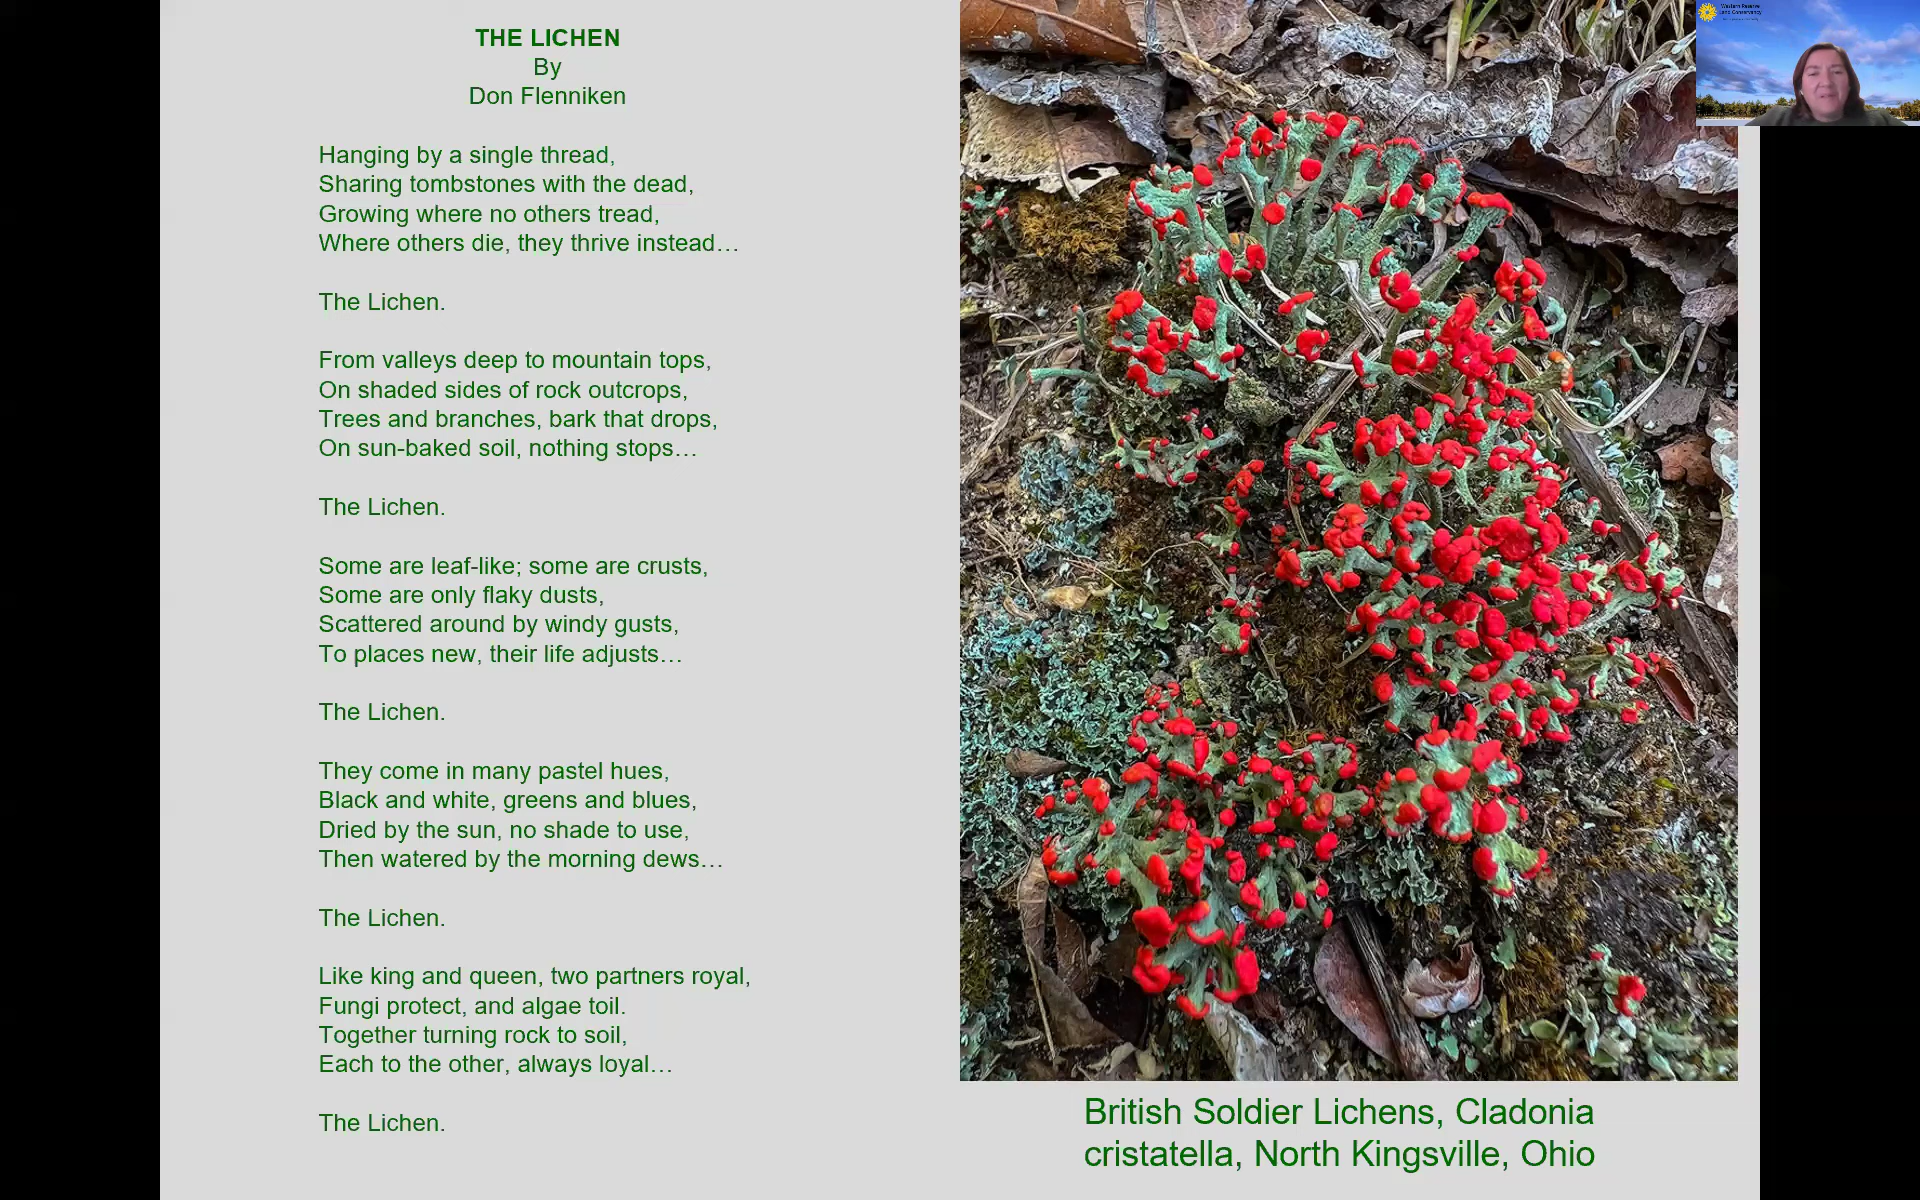 THE LICHEN
By
Don Flenniken
Hanging by a single thread,
Sharing tombstones with the dead,
Growing where no others tread,
Where others die, they thrive instead…
The Lichen.
From valleys deep to mountain tops,
On shaded sides of rock outcrops,
Trees and branches, bark that drops,
On sun-baked soil, nothing stops…
The Lichen.
Some are leaf-like; some are crusts,
Some are only flaky dusts,
Scattered around by windy gusts,
To places new, their life adjusts…
The Lichen.
They come in many pastel hues,
Black and white, greens and blues,
Dried by the sun, no shade to use,
Then watered by the morning dews…
The Lichen.
Like king and queen, two partners royal,
Fungi protect, and algae toil.
Together turning rock to soil,
Each to the other, always loyal…
The Lichen.
British Soldier Lichens, Cladonia
cristatella, North Kingsville, Ohio
Western Reserve
Land Conservancy